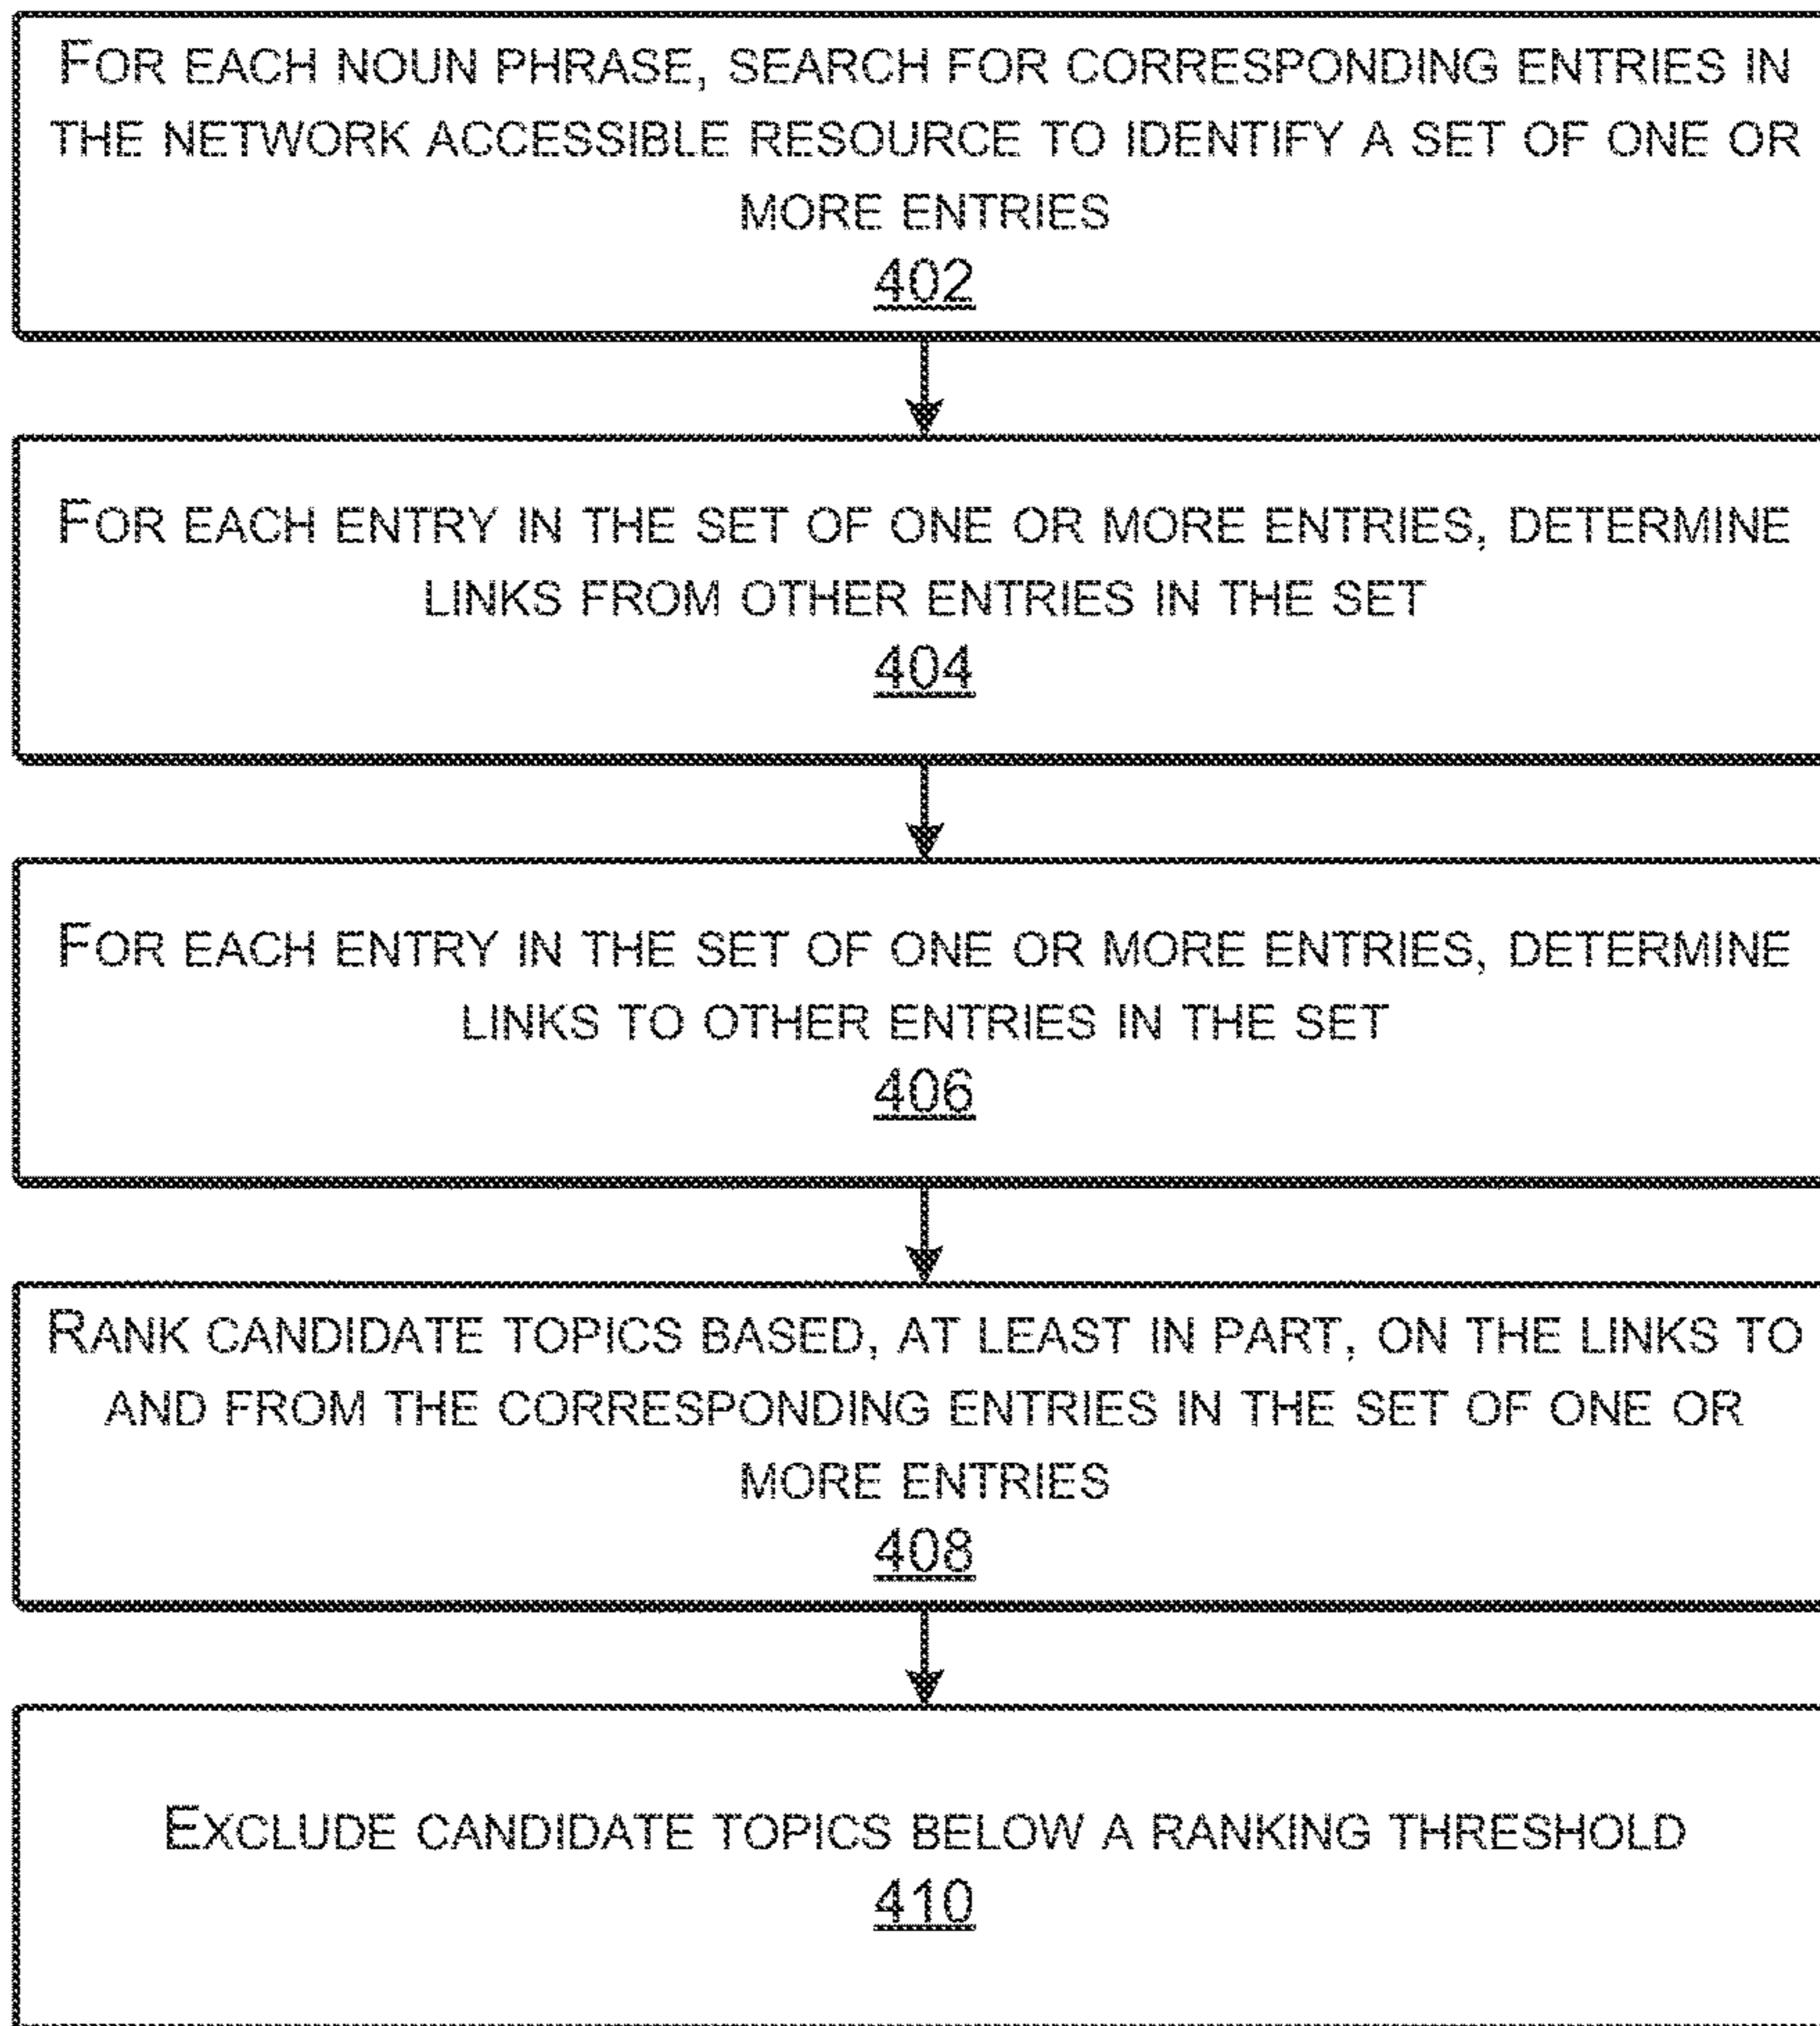 FOR EACH NOUN PHRASE, SEARCH FOR CORRESPONDING ENTRIES IN
THE NETWORK ACCESSIBLE RESOURCE TO IDENTIFY A SET OF ONE OR
MORE ENTRIES
402
FOR EACH ENTRY IN THE SET OF ONE OR MORE ENTRIES, DETERMINE
LINKS FROM OTHER ENTRIES IN THE SET
404
FOR EACH ENTRY IN THE SET OF ONE OR MORE ENTRIES, DETERMINE
LINKS TO OTHER ENTRIES IN THE SET
406
RANK CANDIDATE TOPICS BASED, AT LEAST IN PART, ON THE LINKS TO
AND FROM THE CORRESPONDING ENTRIES IN THE SET OF ONE OR
MORE ENTRIES
408
EXCLUDE CANDIDATE TOPICS BELOW A RANKING THRESHOLD
410